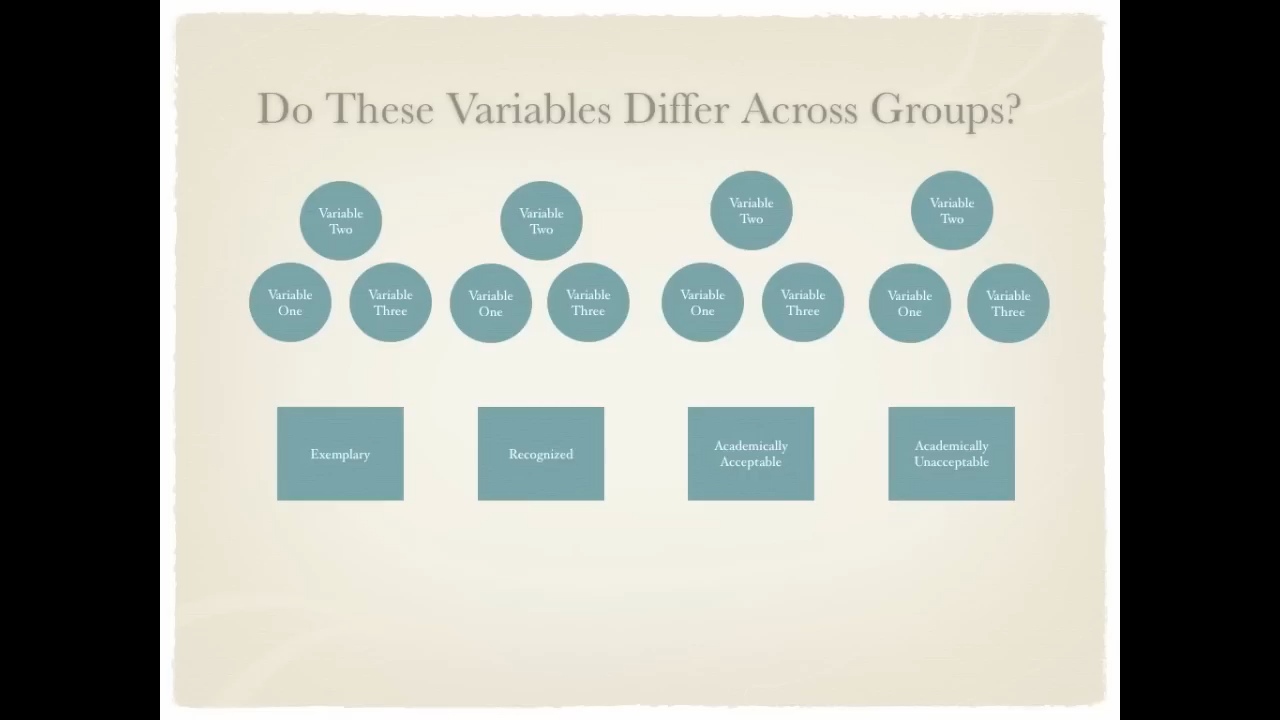 Do These Variables Differ Across Groups?
Variable
Two
Variable
Two
Variable
Two
Variable
Two
Variable
One
Variable
Three
Variable
One
Variable
Three
Variable
One
Variable
Three
Variable
One
Variable
Three
Exemplary
Recognized
Academically
Acceptable
Academically
Unacceptable